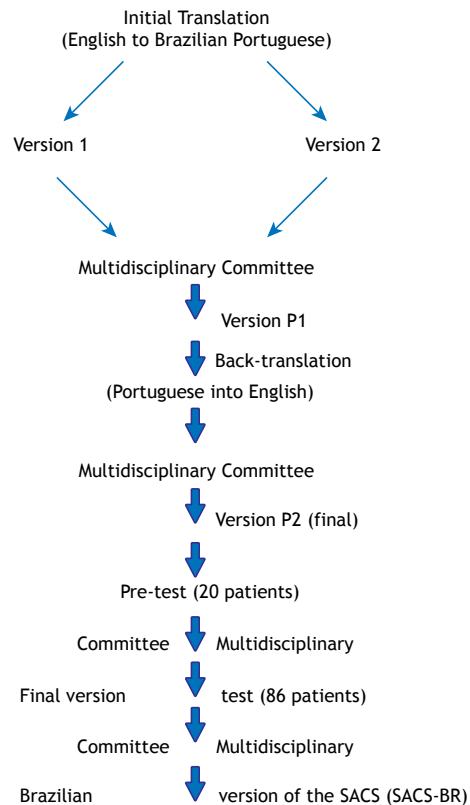 Initial Translation
(English to Brazilian Portuguese)
Version 1 Version 2
Multidisciplinary Committee
Version P1
Back-translation
(Portuguese into English)
Multidisciplinary Committee
Version P2 (final)
Pre-test (20 patients)
Committee Multidisciplinary
Final version test (86 patients)
Committee Multidisciplinary
Brazilian version of the SACS (SACS-BR)